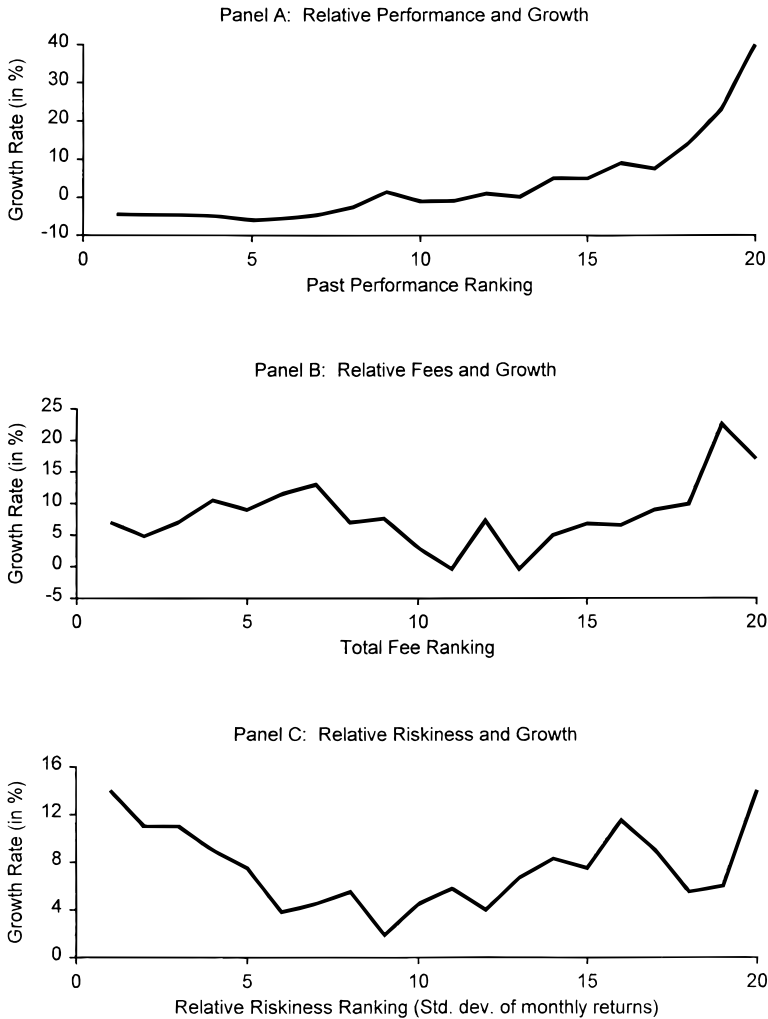 Panel A: Relative Performance and Growth
40
30
20
10
0
-10
Growth Rate (in %)
0 5 10 15 20
Past Performance Ranking
Panel B: Relative Fees and Growth
25
20
15
10
5
0
-5
Growth Rate (in %)
0 5 10 15 20
Total Fee Ranking
Panel C: Relative Riskiness and Growth
16
12
8
4
0
Growth Rate (in %)
0 5 10 15 20
Relative Riskiness Ranking (Std. dev. of monthly returns)